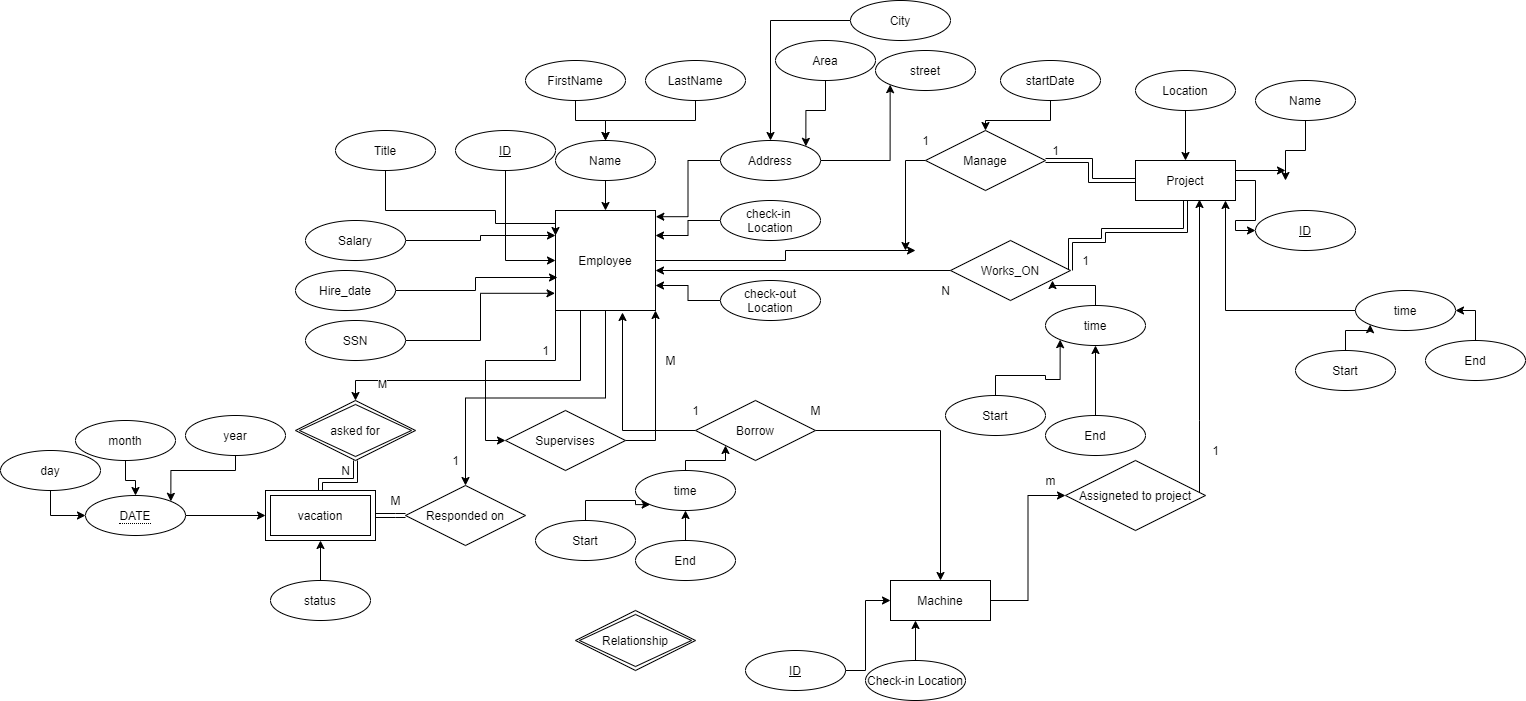 City
Area
street
FirstName
LastName
startDate
Location
Name
Title
ID
Name
Address
1
Manage
1
Project
Salary
check-in
Location
Employee
ID
Works_ON
1
N
Hire_date
check-out
Location
SSN
time
time
Start
End
1
M
M
Start
End
asked for
month
year
day
N
Supervises
1
Borrow
M
1
1
DATE
vacation
M
Responded on
time
Start
End
m
Assigneted to project
status
Machine
Relationship
ID
Check-in Location